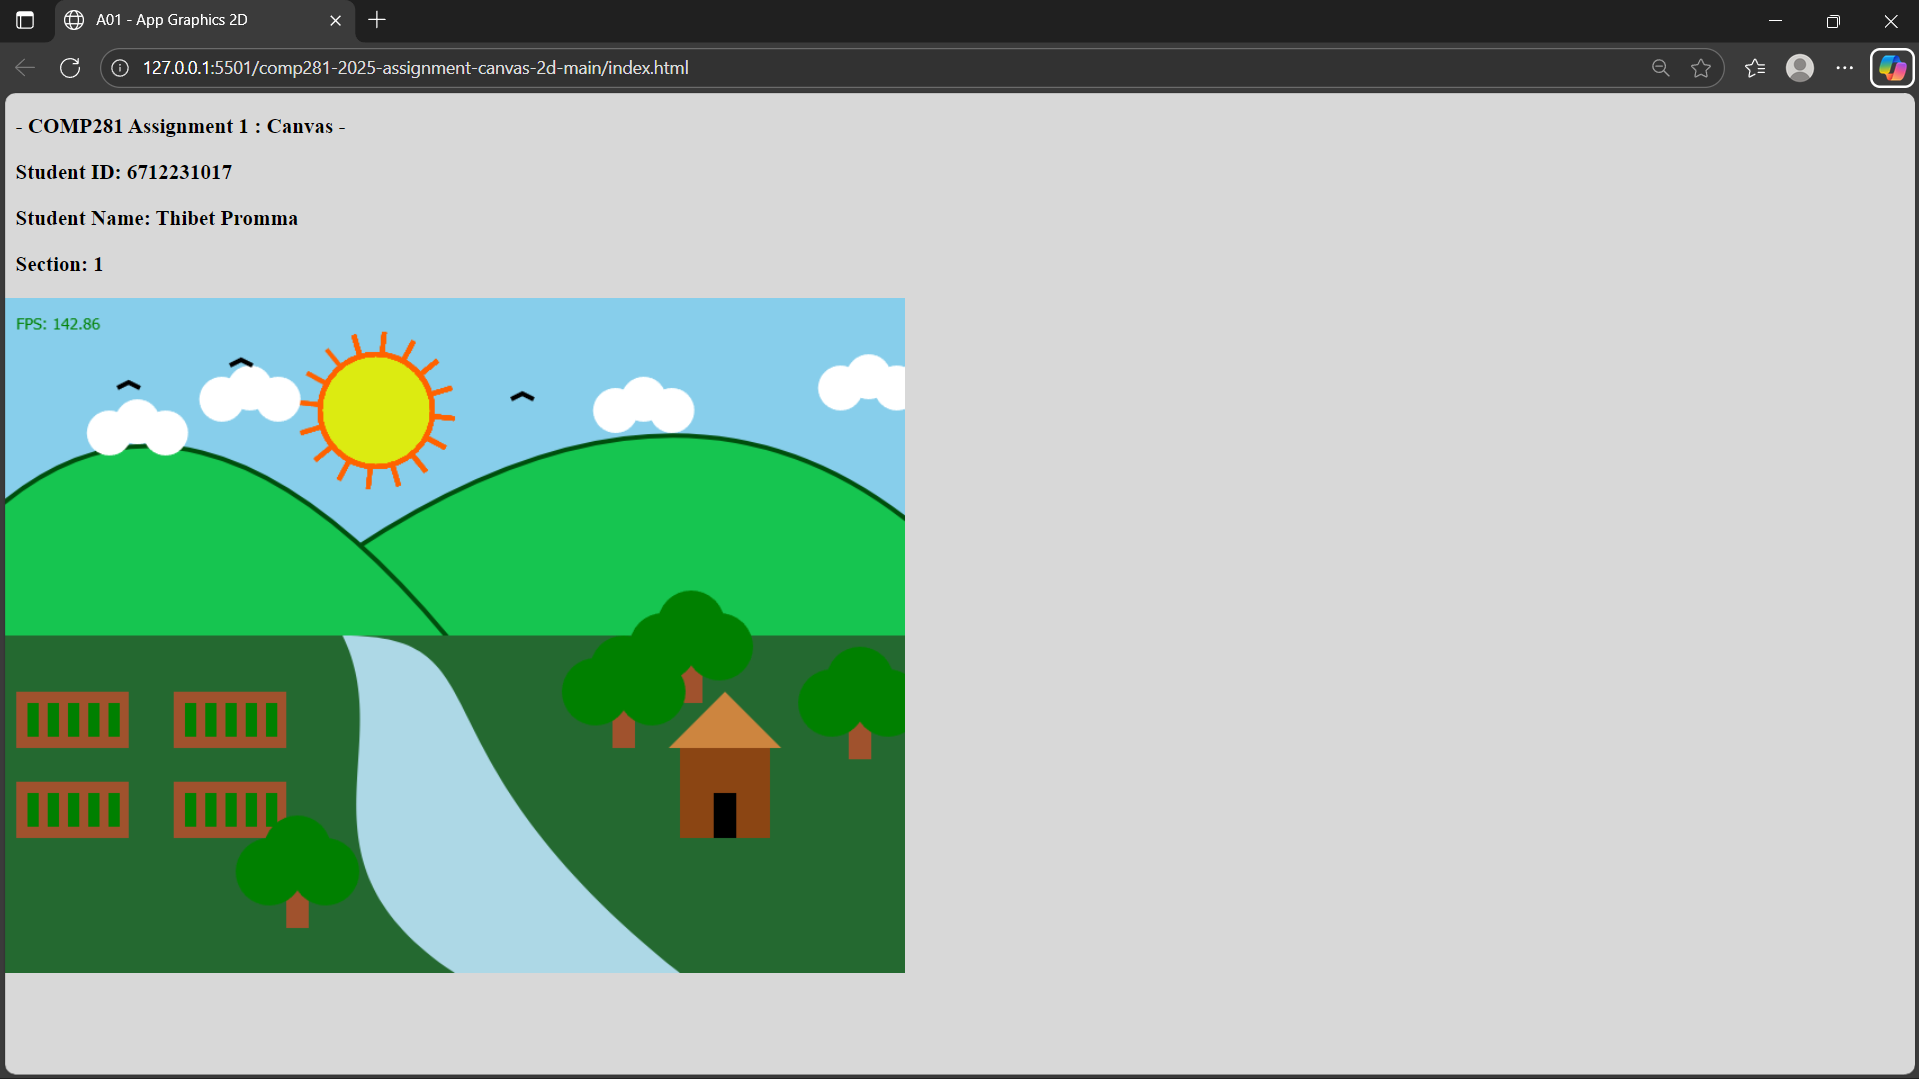 A01 - App Graphics 2D
127.0.0.1:5501/comp281-2025-assignment-canvas-2d-main/index.html
- COMP281 Assignment 1 : Canvas -
Student ID: 6712231017
Student Name: Thibet Promma
Section: 1
FPS: 142.86